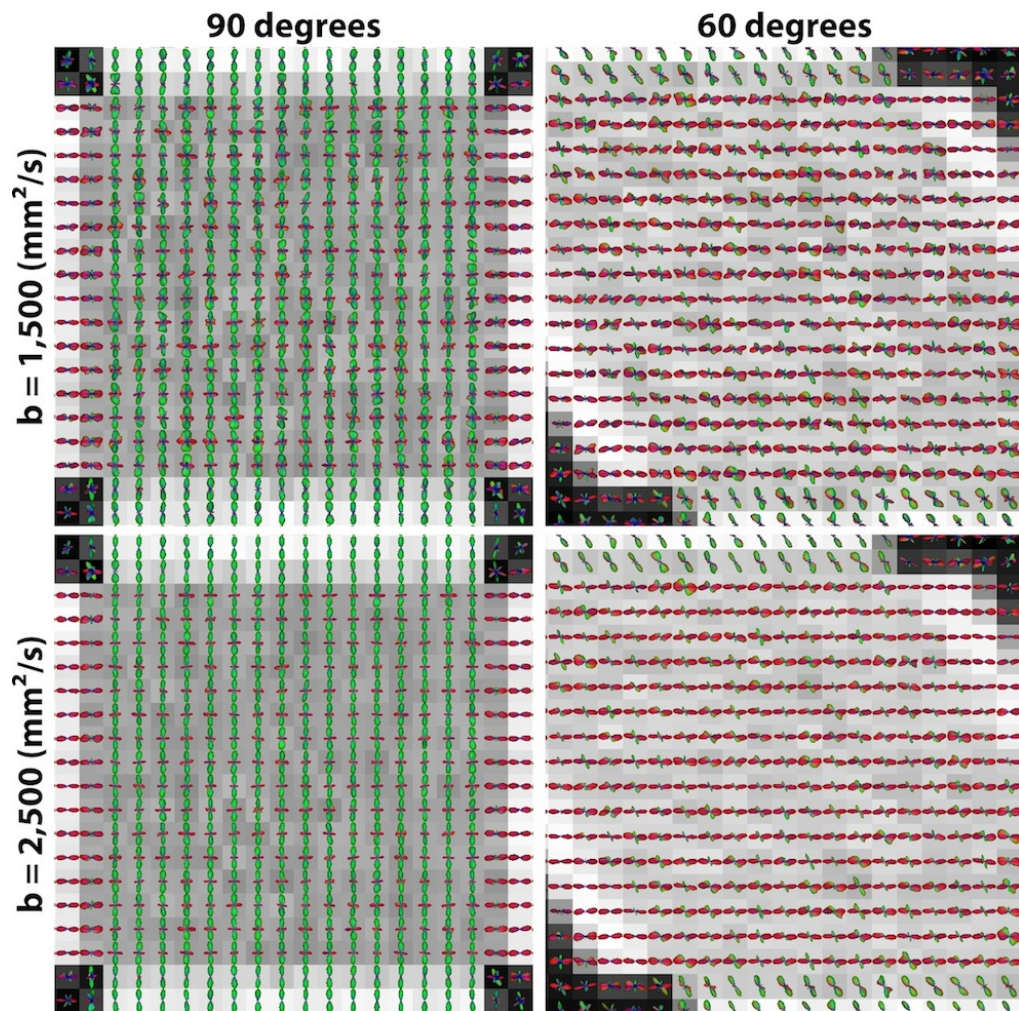 90 degrees
60 degrees
b = 1,500 (mm²/s)
b = 2,500 (mm²/s)